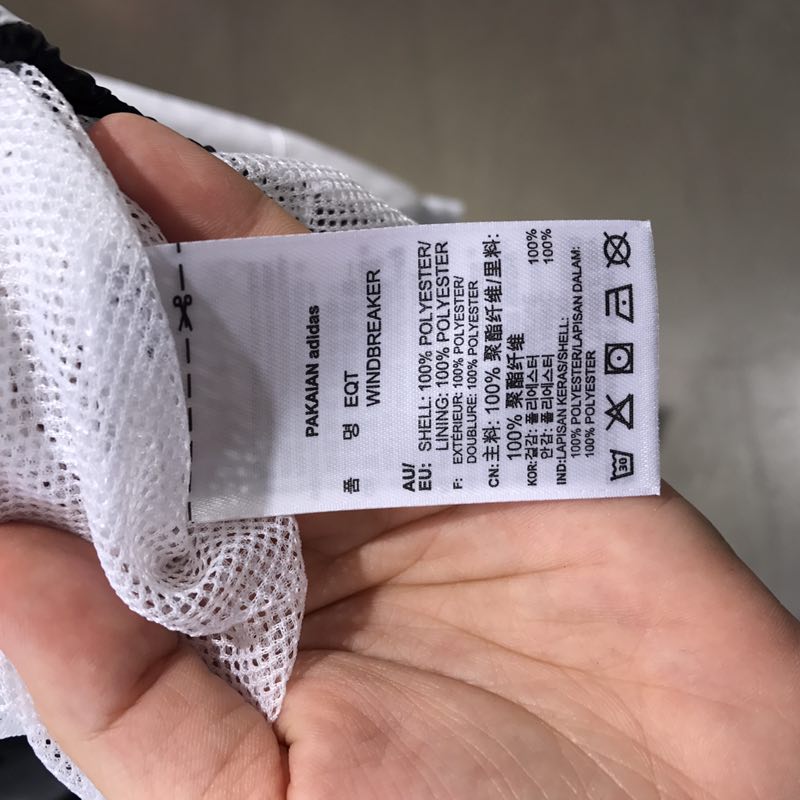 PAKAIAN adidas
품 명 EQT
WINDBREAKER
AU/
EU: SHELL: 100% POLYESTER/
LINING: 100% POLYESTER
F: EXTÉRIEUR: 100% POLYESTER/
DOUBLURE: 100% POLYESTER
CN: 主料: 100% 聚酯纤维/里料:
100% 聚酯纤维
KOR: 겉감: 폴리에스터 100%
안감: 폴리에스터 100%
IND:LAPISAN KERAS/SHELL:
100% POLYESTER/LAPISAN DALAM:
100% POLYESTER
30